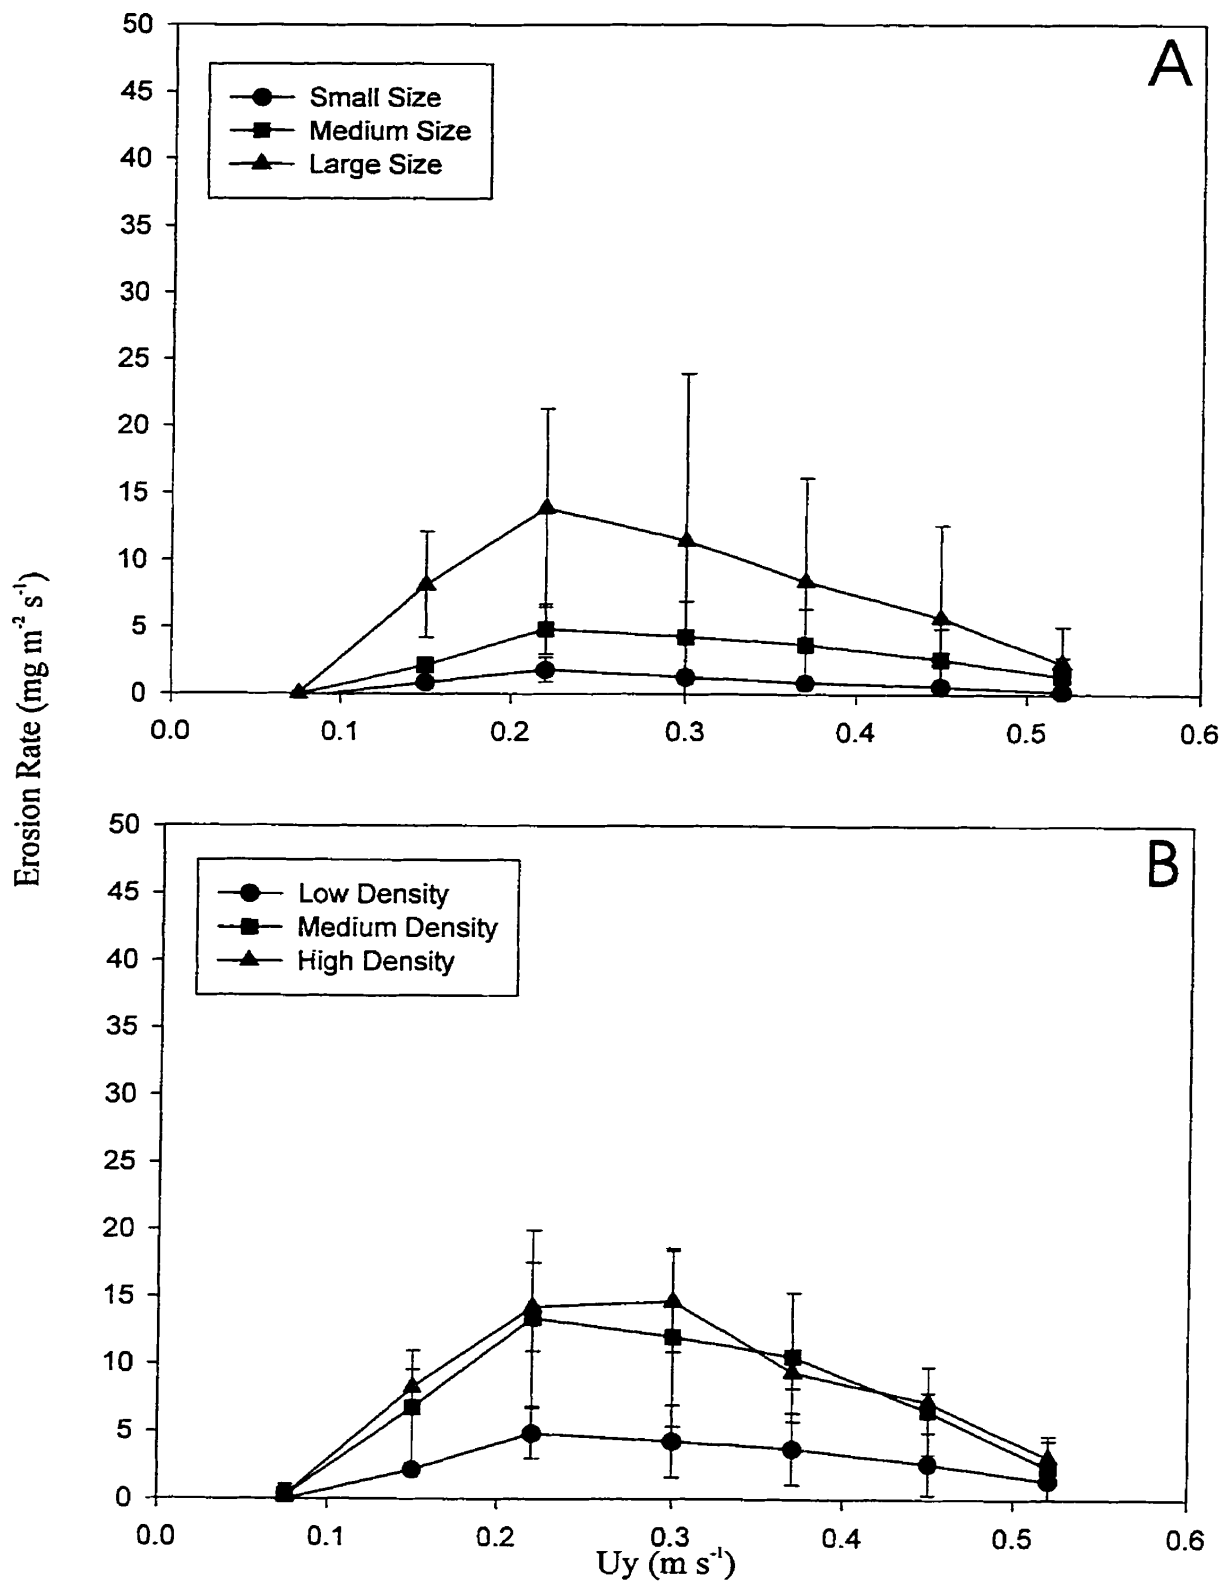 50
A
45
40
35
30
25
20
15
10
5
0
Small Size
Medium Size
Large Size
0.0 0.1 0.2 0.3 0.4 0.5 0.6
Erosion Rate (mg m⁻² s⁻¹)
50
B
45
40
35
30
25
20
15
10
5
0
Low Density
Medium Density
High Density
0.0 0.1 0.2 0.3 0.4 0.5 0.6
Uy (m s⁻¹)